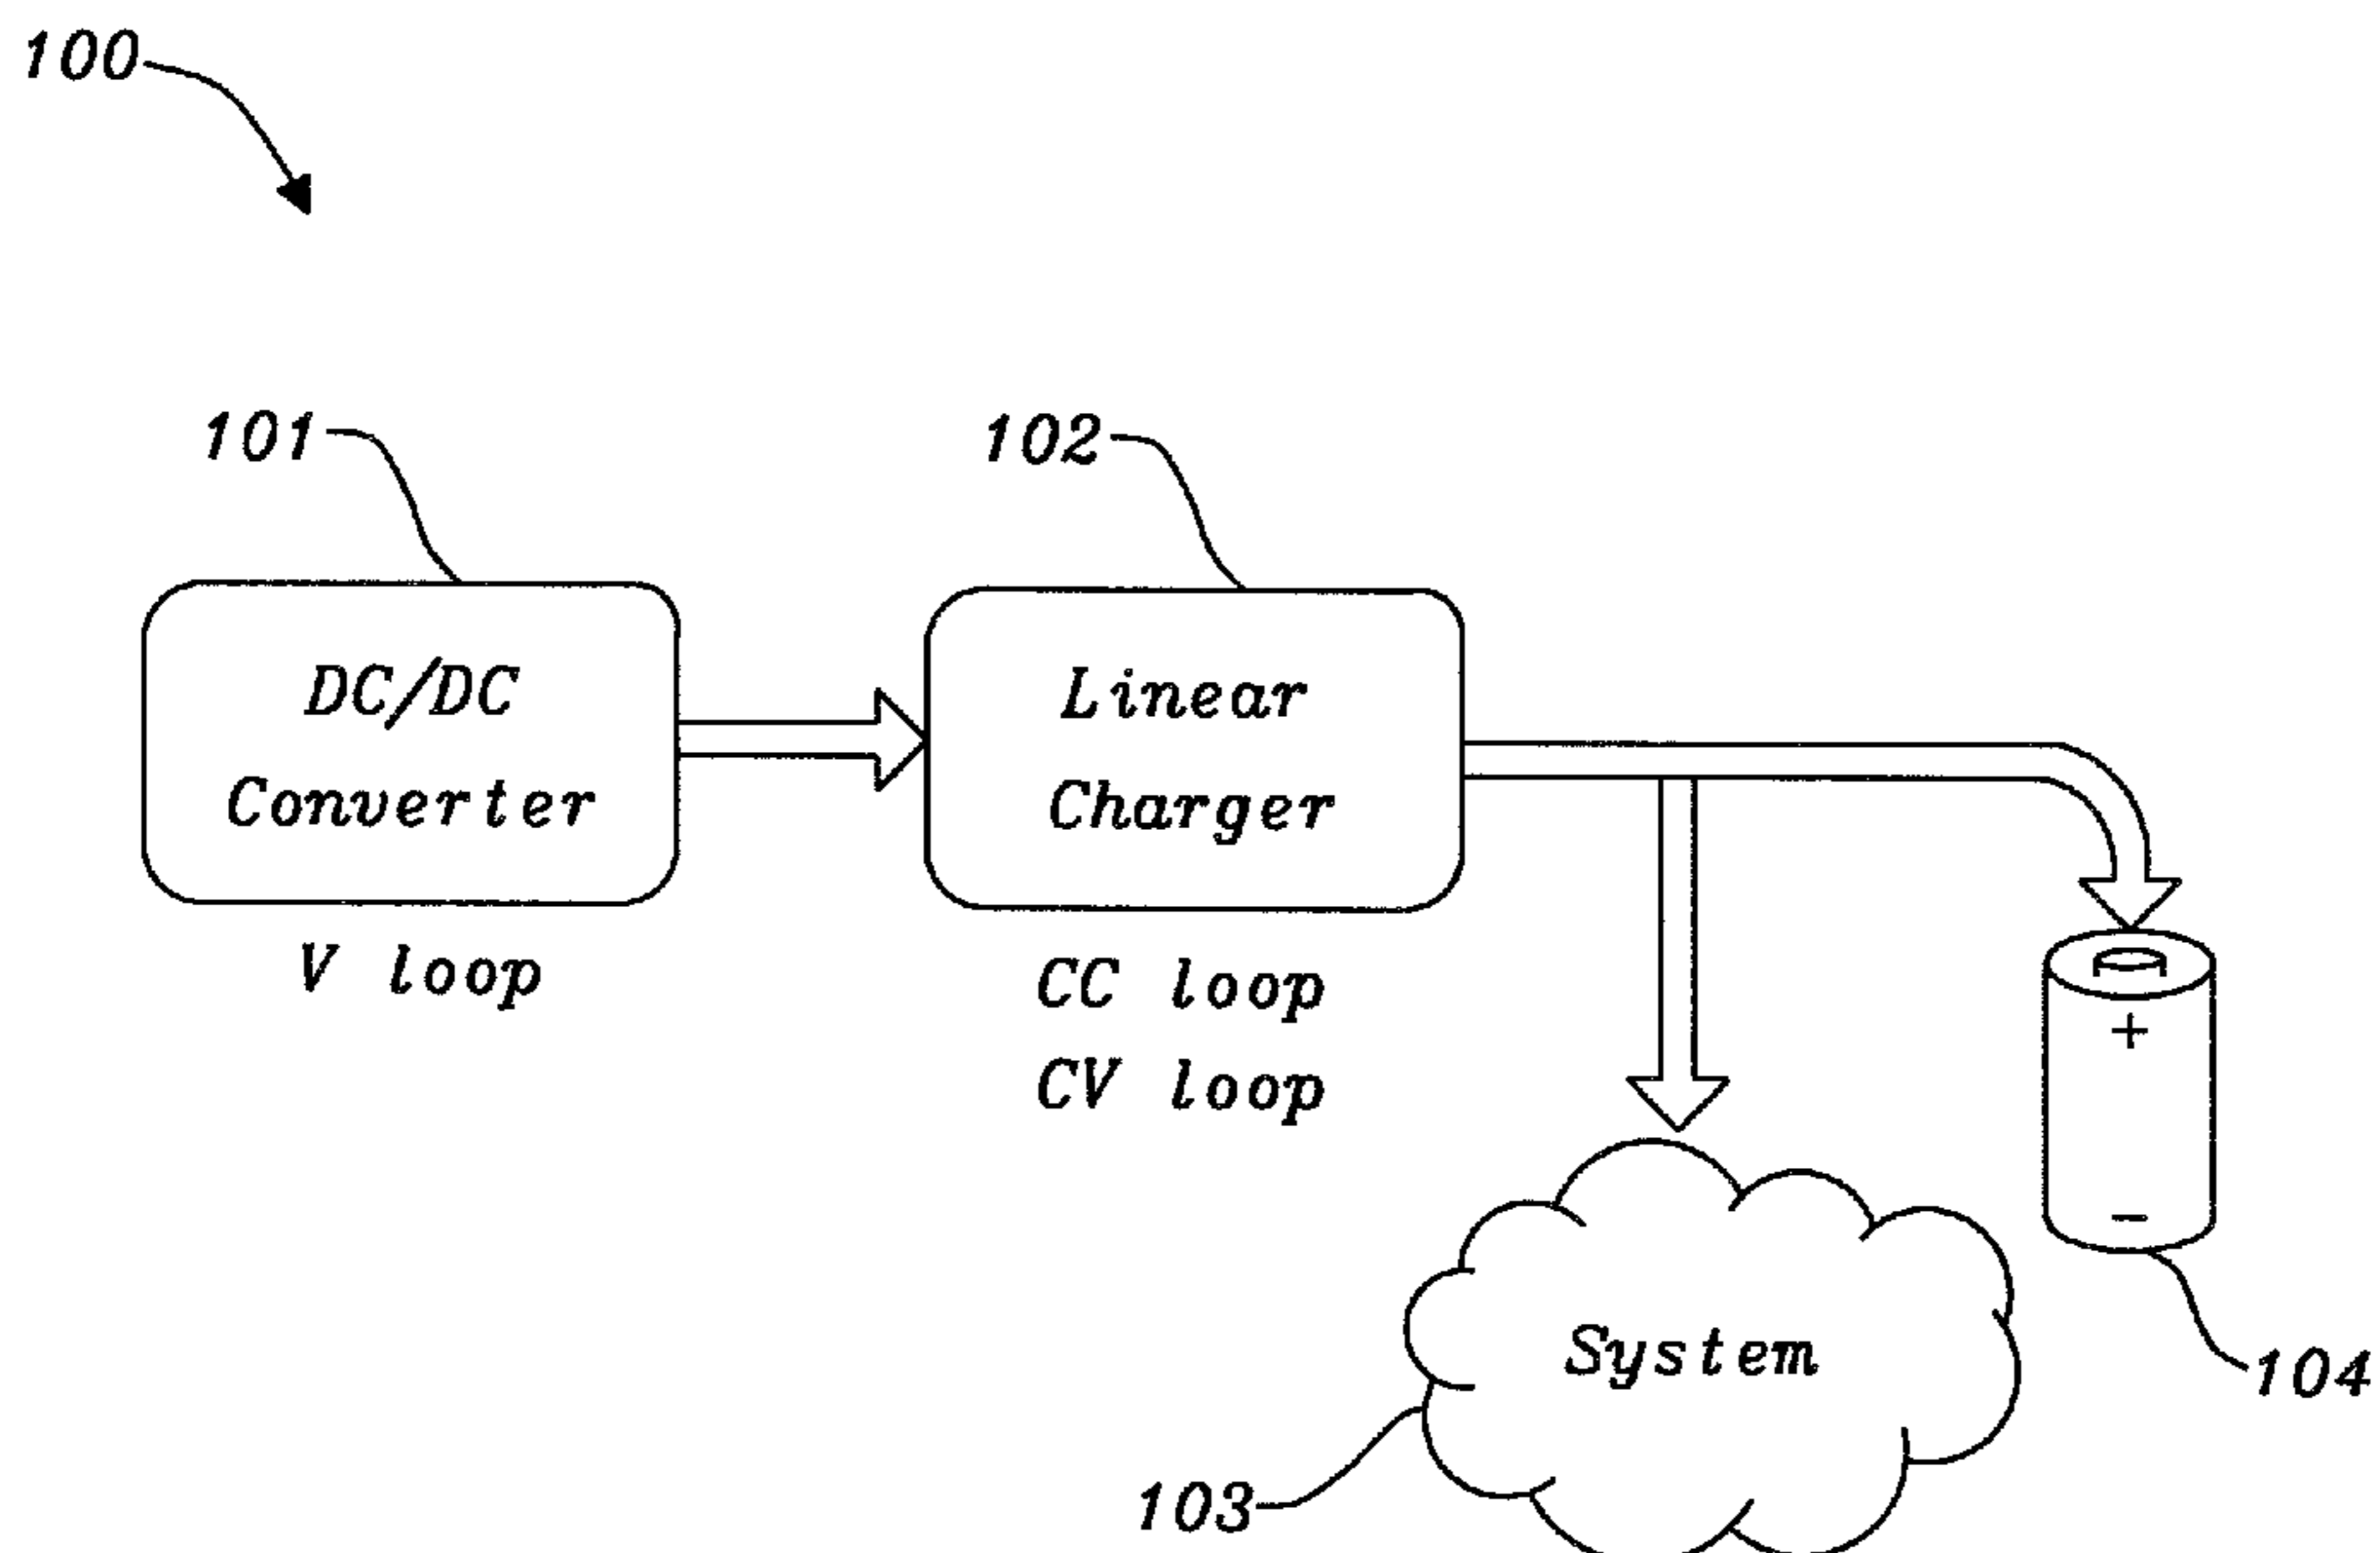 100
101
102
DC/DC
Converter
Linear
Charger
V loop
CC loop
CV loop
+
−
System
104
103